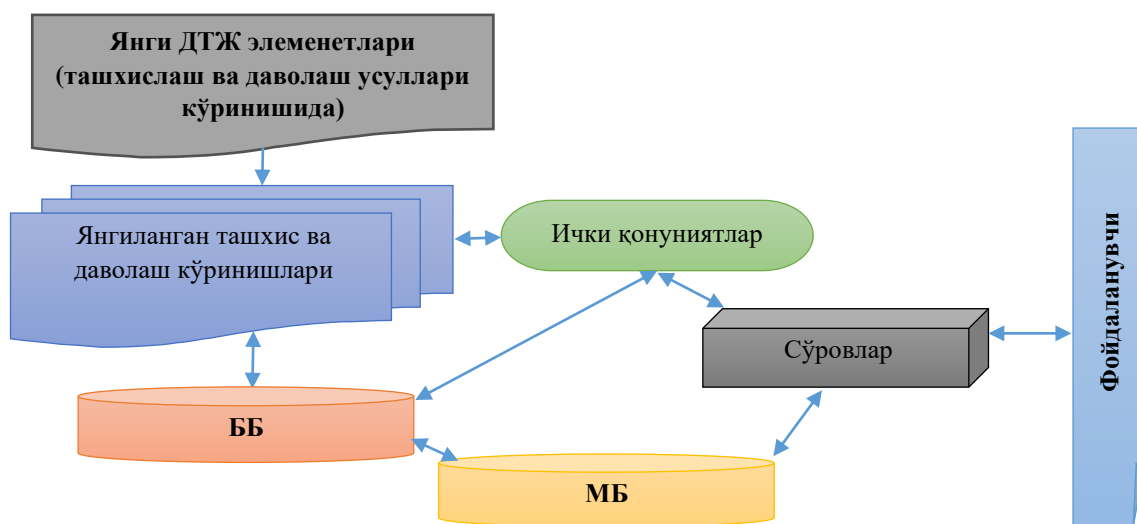 Янги ДТЖ элеменетлари
(ташхислаш ва даволаш усуллари
кўринишида)
Янгиланган ташхис ва
даволаш кўринишлари
Ички қонуниятлар
Сўровлар
Фойдаланувчи
ББ
МБ